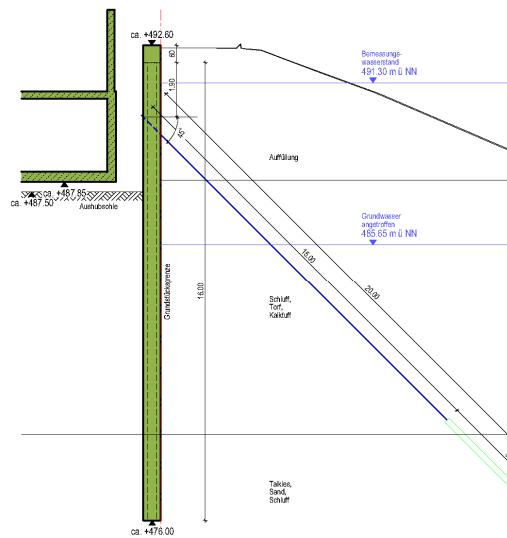 ca. +492.60
60
1.90
45°
Bemessungs-
wasserstand
491.30 m ü NN
Auffüllung
ca. +487.85
ca. +487.50
Aushubsohle
Grundwasser
angetroffen
485.65 m ü NN
Grundstücksgrenze
16.00
15.00
20.00
Schluff,
Torf,
Kalktuff
Talkies,
Sand,
Schluff
ca. +476.00